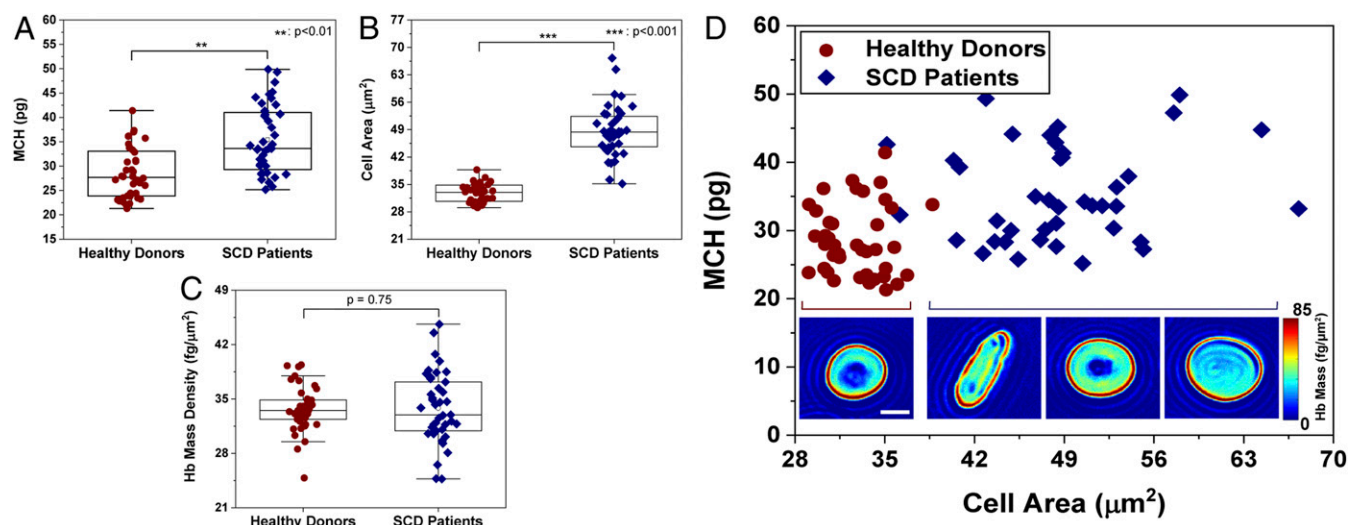 A
MCH (pg)
60
55
50
45
40
35
30
25
20
15
**: p<0.01
**
Healthy Donors
SCD Patients
B
Cell Area (μm²)
77
70
63
56
49
42
35
28
21
***: p<0.001
***
Healthy Donors
SCD Patients
C
Hb Mass Density (fg/μm²)
49
42
35
28
21
p = 0.75
Healthy Donors
SCD Patients
D
Healthy Donors
SCD Patients
MCH (pg)
60
50
40
30
20
10
0
85
Hb Mass (fg/μm²)
0
28
35
42
49
56
63
70
Cell Area (μm²)